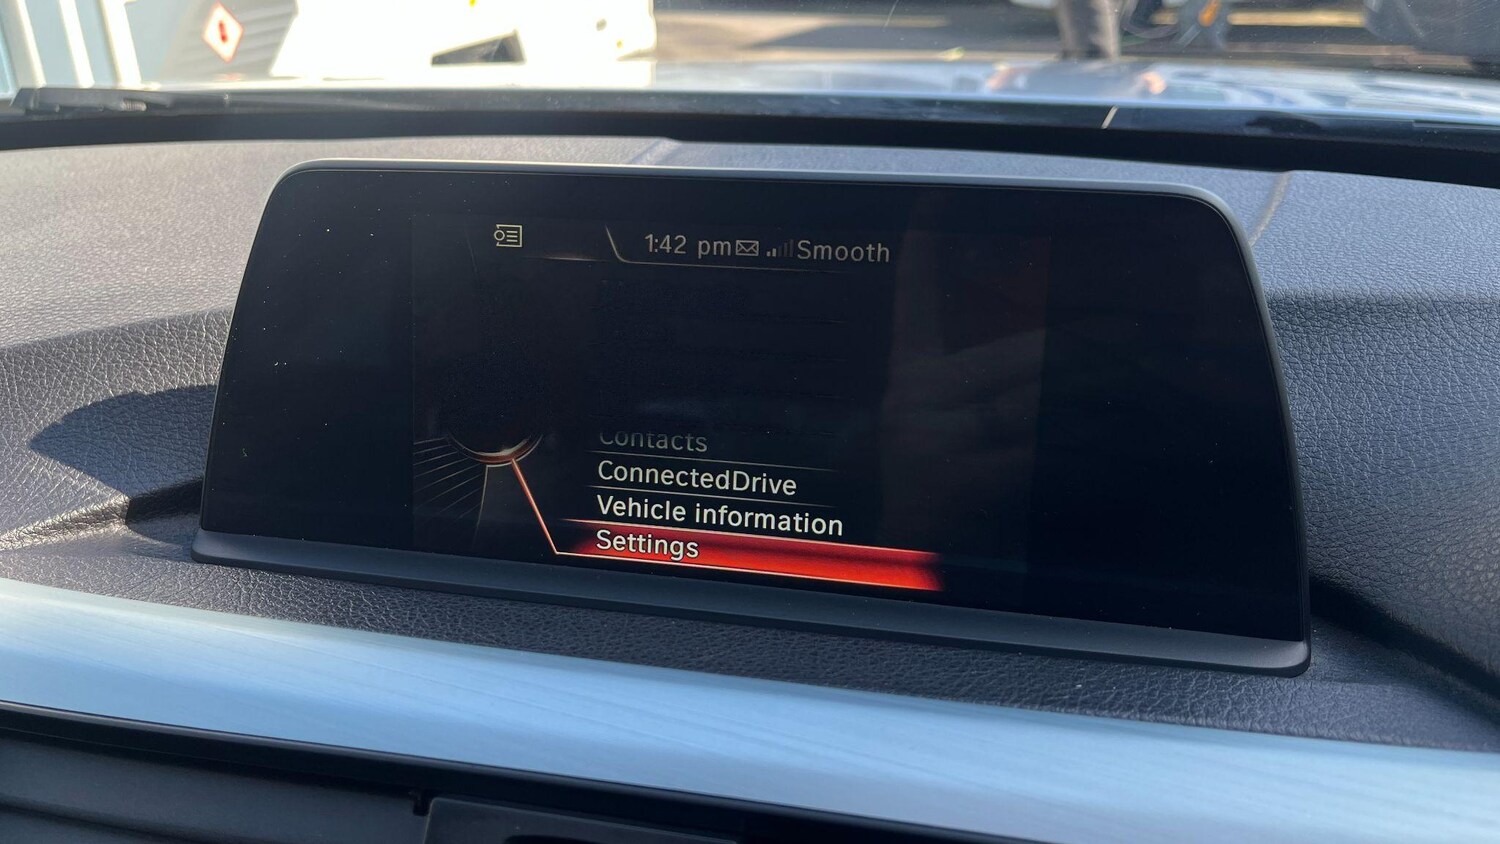 1:42 pm Smooth
Contacts
ConnectedDrive
Vehicle information
Settings